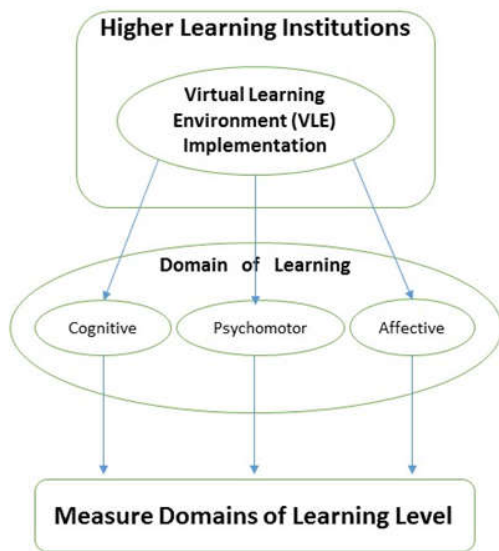 Higher Learning Institutions
Virtual Learning
Environment (VLE)
Implementation
Domain of Learning
Cognitive
Psychomotor
Affective
Measure Domains of Learning Level